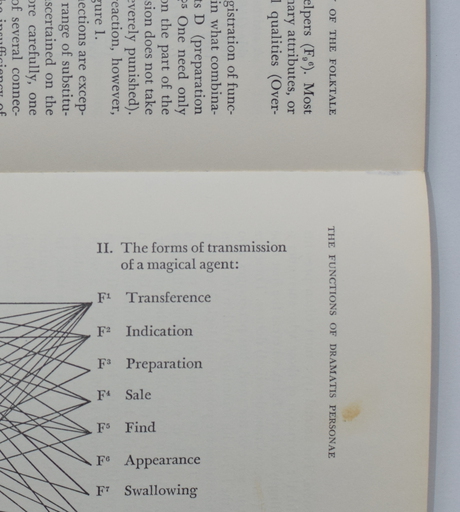 OF THE FOLKTALE
elpers (F₉⁶). Most
nary attributes, or
l qualities (Over-
gistration of func-
in what combina-
ts D (preparation
One need only
on the part of the
sion does not take
everely punished).
reaction, however,
gure 1.
nections are excep-
range of substitu-
scertained on the
ore carefully, one
of several connec-
THE FUNCTIONS OF DRAMATIS PERSONAE
II. The forms of transmission
of a magical agent:
F¹ Transference
F² Indication
F³ Preparation
F⁴ Sale
F⁵ Find
F⁶ Appearance
F⁷ Swallowing